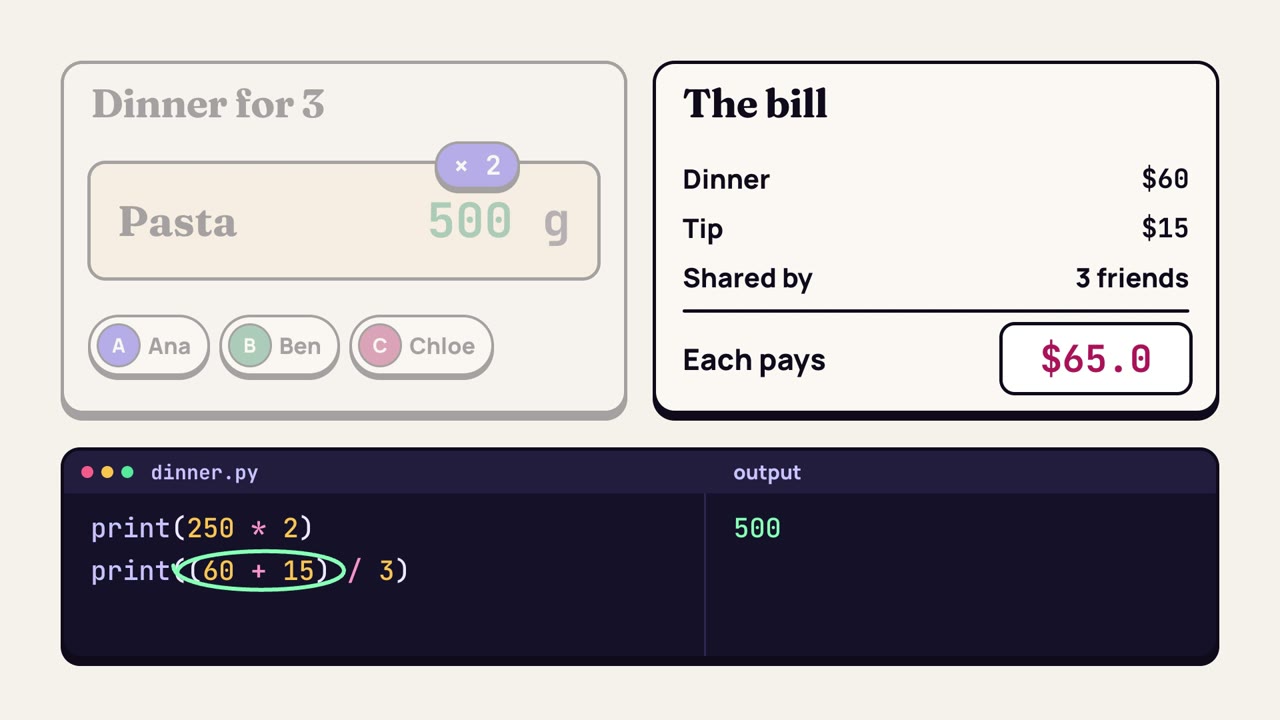 Dinner for 3
× 2
Pasta 500 g
A Ana B Ben C Chloe
The bill
Dinner $60
Tip $15
Shared by 3 friends
Each pays $65.0
dinner.py
print(250 * 2)
print((60 + 15) / 3)
output
500